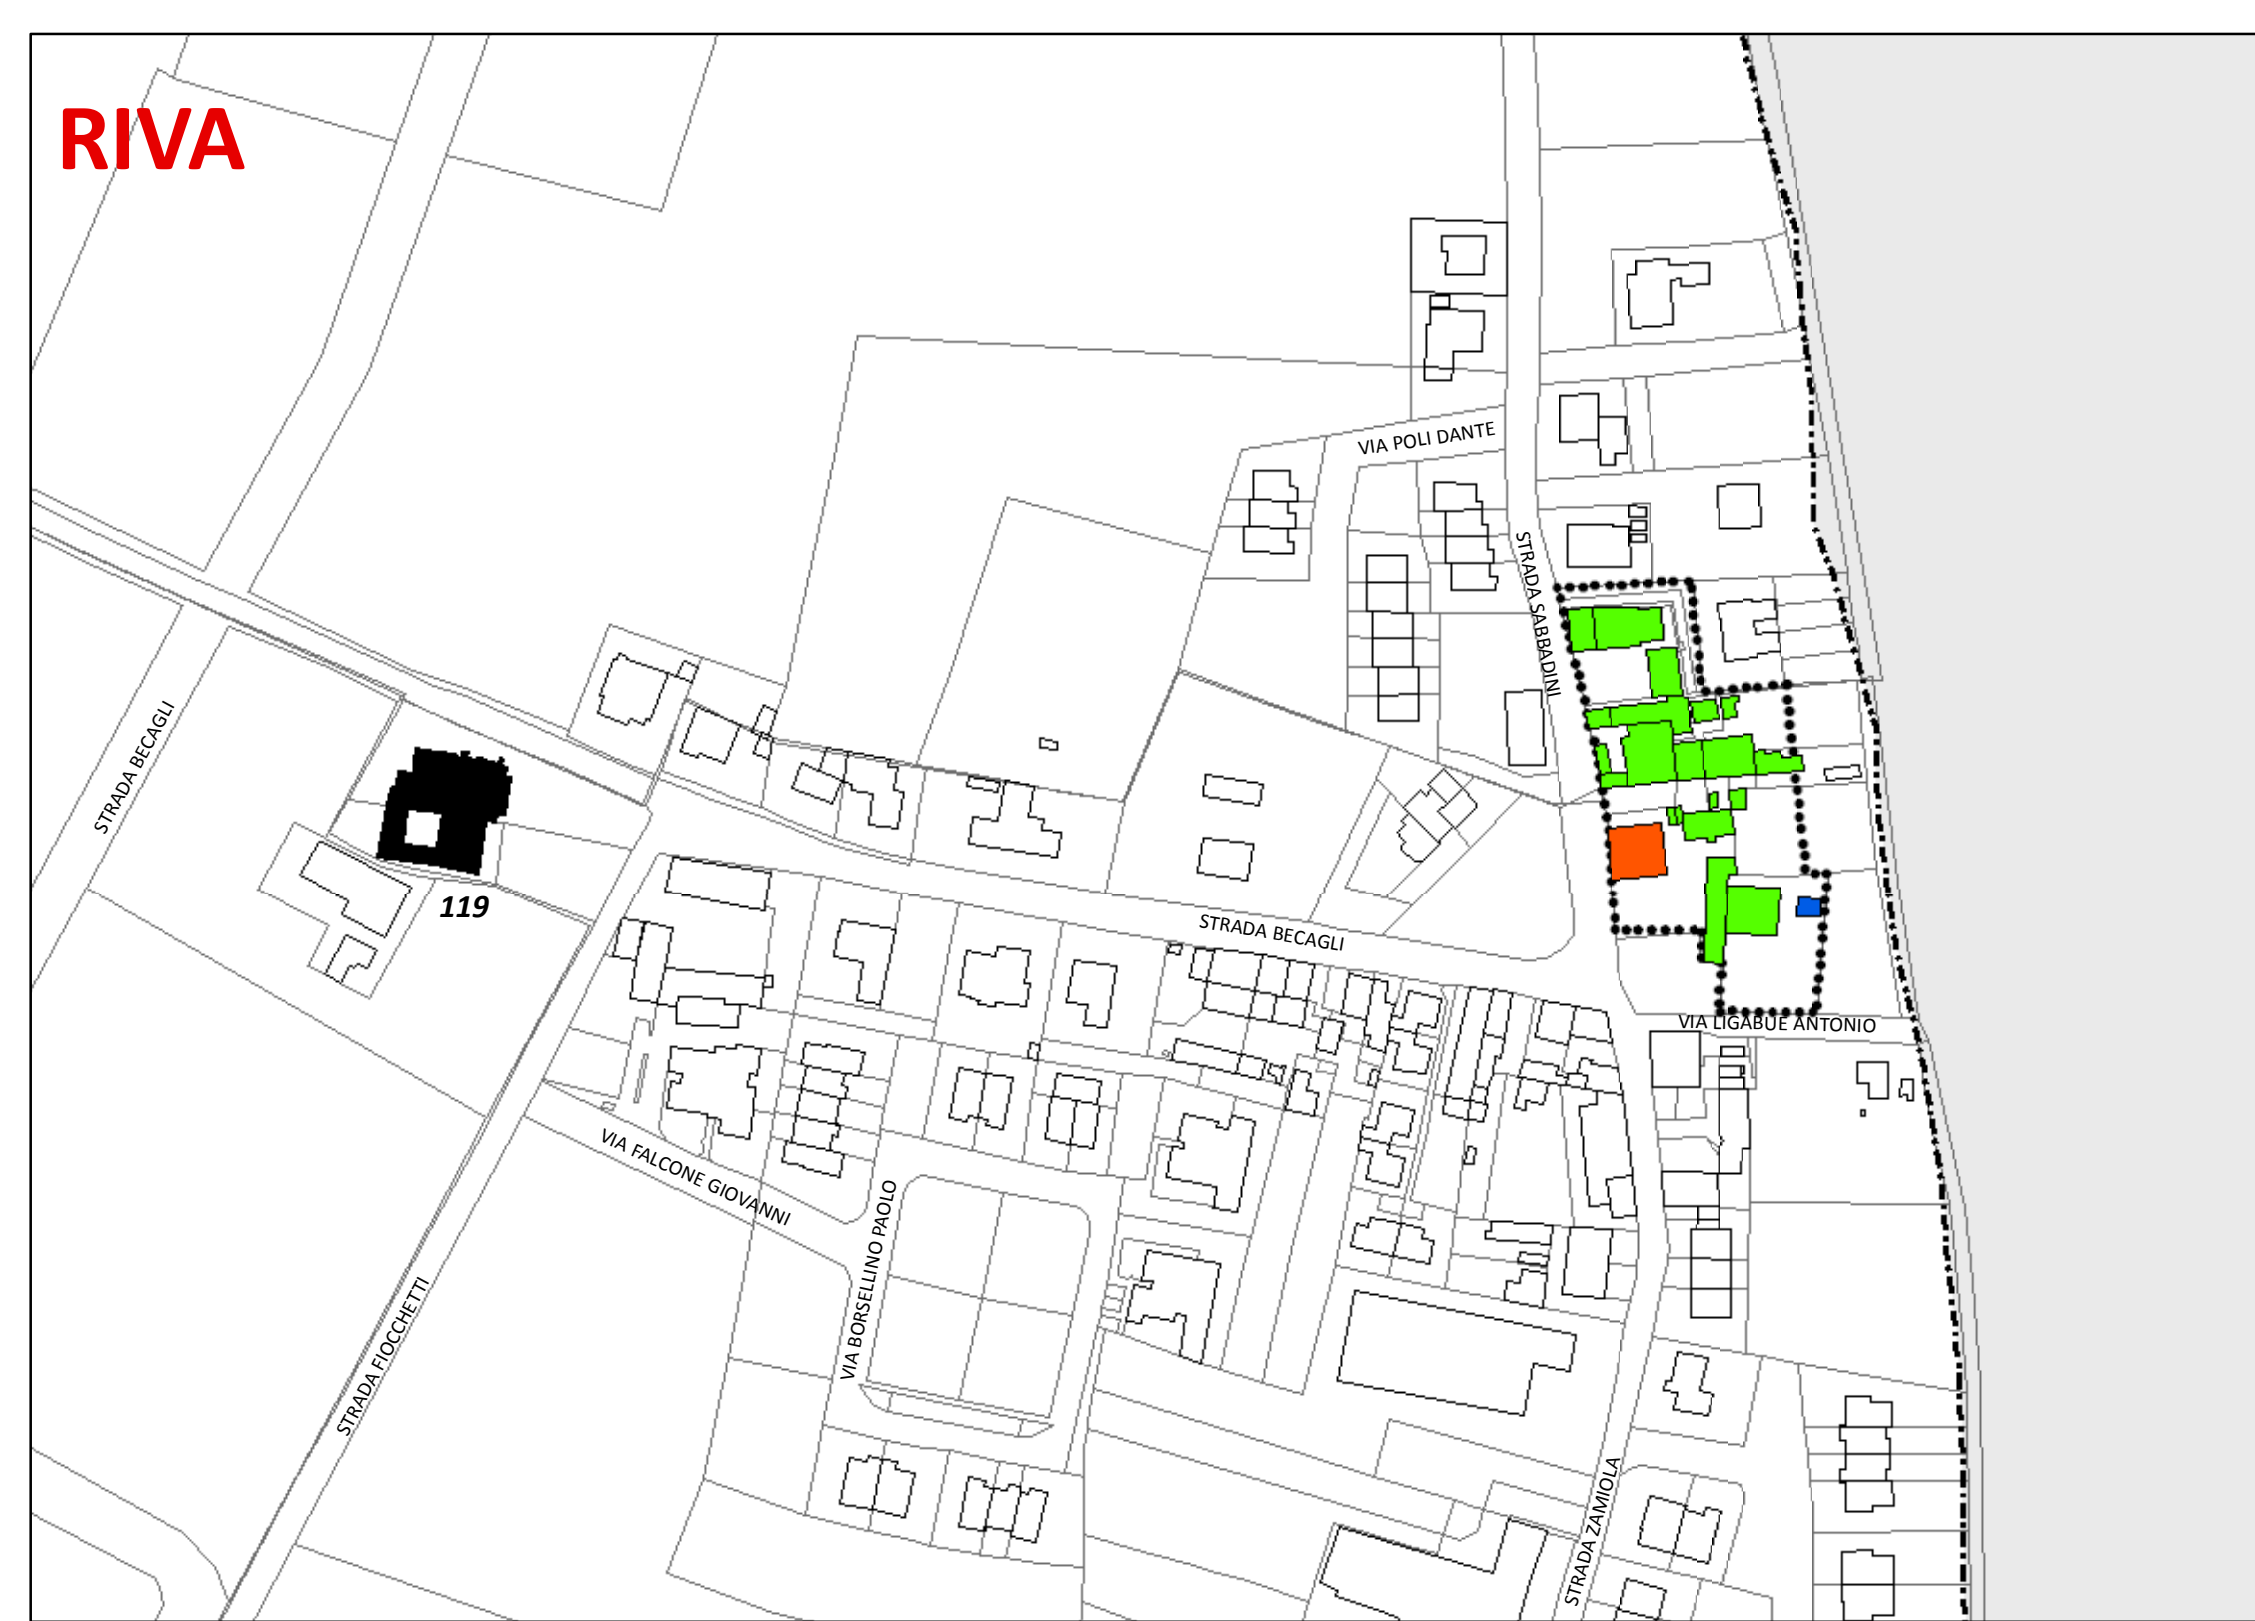 RIVA
VIA POLI DANTE
STRADA SABBADINI
STRADA BECAGLI
119
STRADA BECAGLI
VIA LIGABUE ANTONIO
VIA FALCONE GIOVANNI
VIA BORSELLINO PAOLO
STRADA FIOCCHETTI
STRADA ZAMIOLA